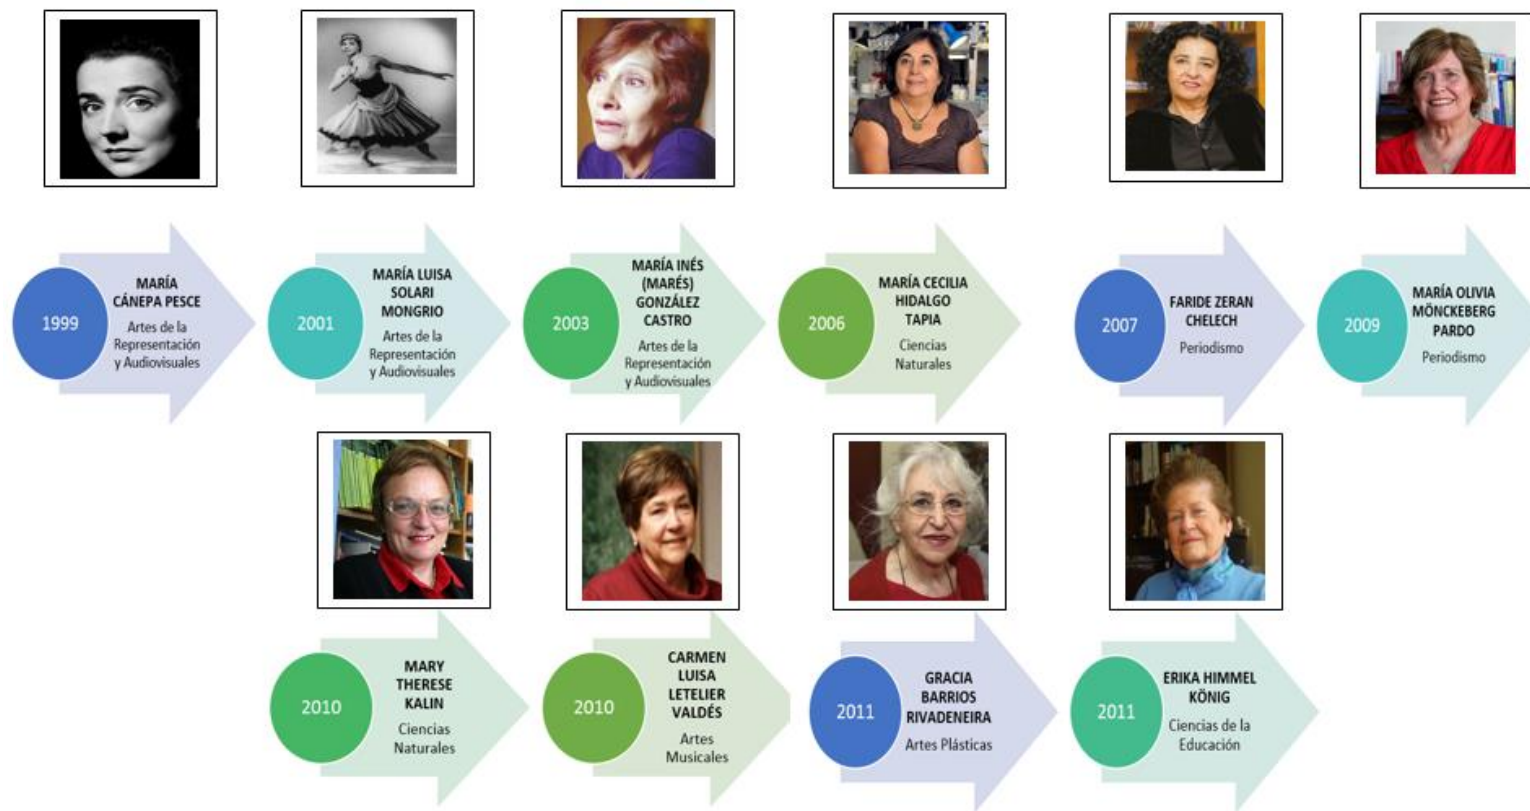 1999
MARÍA
CÁNEPA PESCE
Artes de la
Representación
y Audiovisuales
2001
MARÍA LUISA
SOLARI
MONGRIO
Artes de la
Representación
y Audiovisuales
2003
MARÍA INÉS
(MARÉS)
GONZÁLEZ
CASTRO
Artes de la
Representación
y Audiovisuales
2006
MARÍA CECILIA
HIDALGO
TAPIA
Ciencias
Naturales
2007
FARIDE ZERAN
CHELECH
Periodismo
2009
MARÍA OLIVIA
MÖNCKEBERG
PARDO
Periodismo
2010
MARY
THERESE
KALIN
Ciencias
Naturales
2010
CARMEN
LUISA
LETELIER
VALDÉS
Artes
Musicales
2011
GRACIA
BARRIOS
RIVADENEIRA
Artes Plásticas
2011
ERIKA HIMMEL
KÖNIG
Ciencias de la
Educación